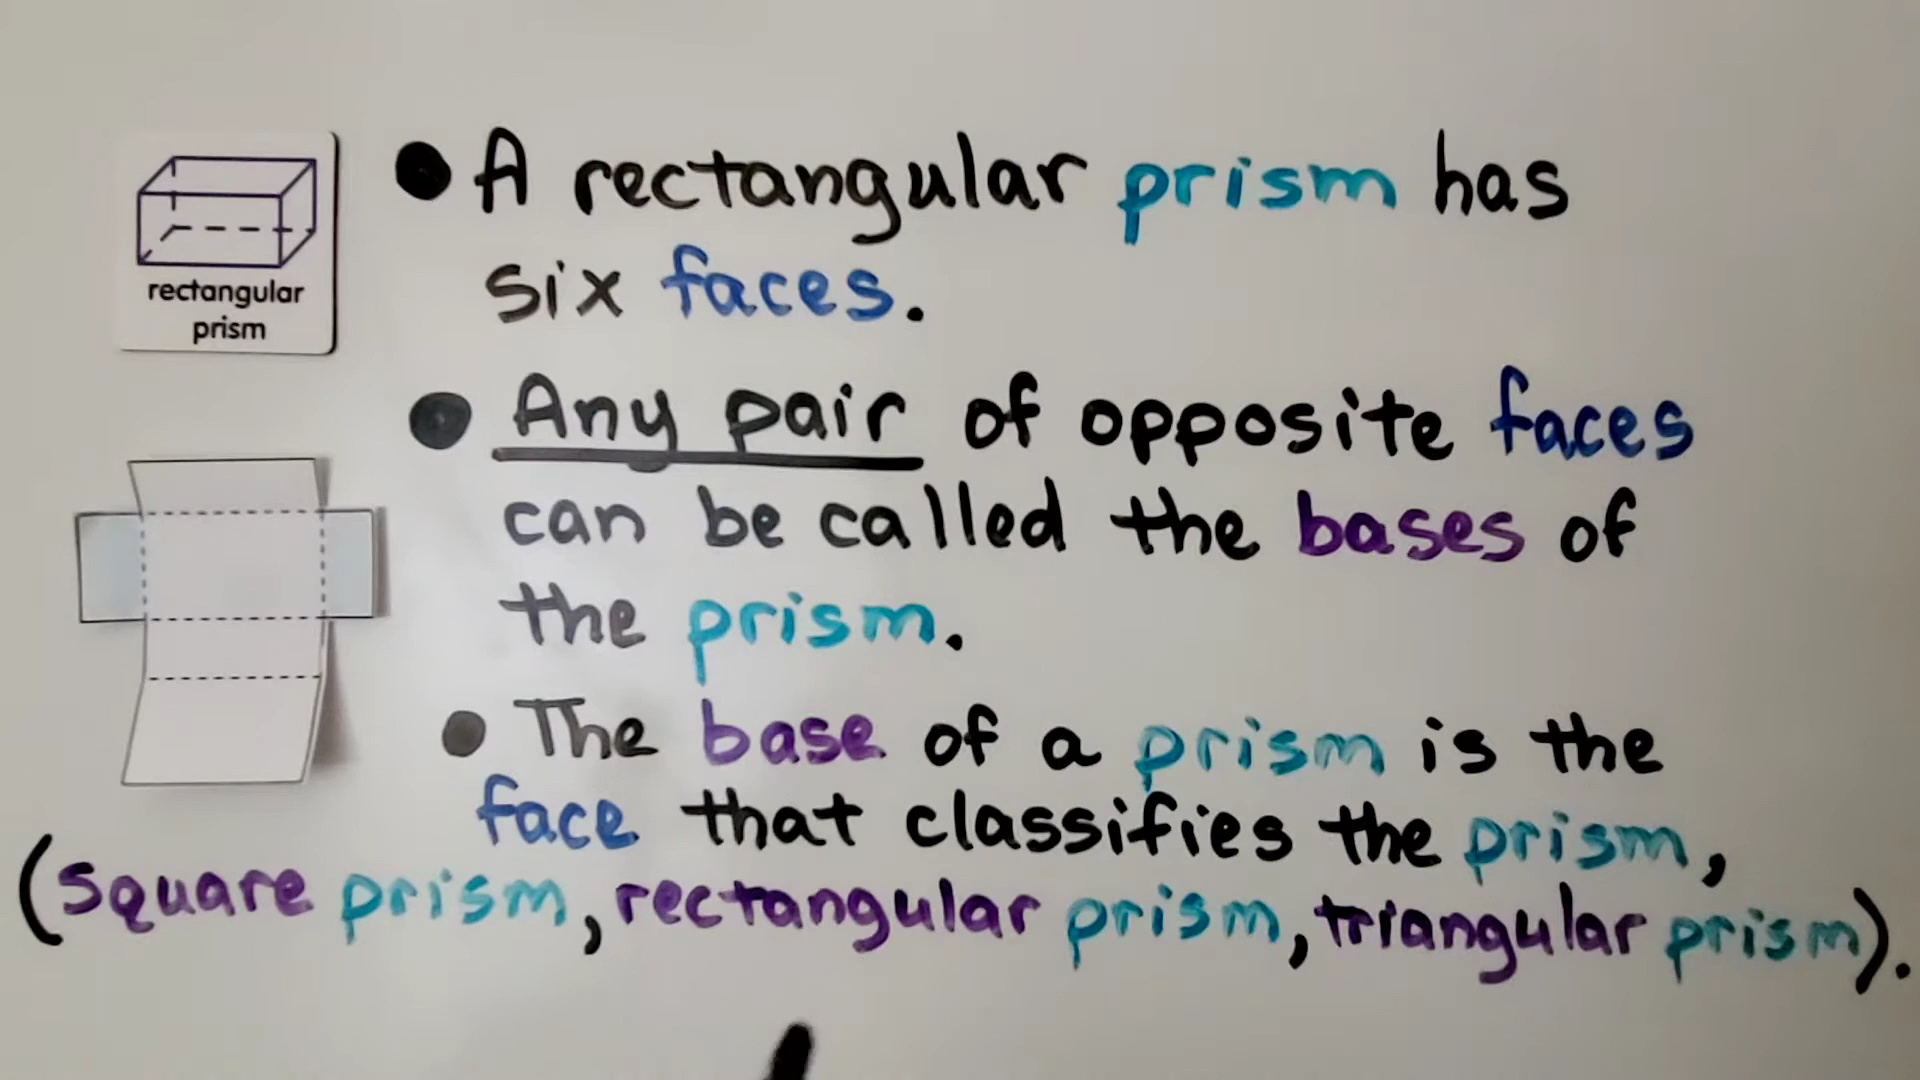 rectangular
prism
• A rectangular prism has
six faces.
• Any pair of opposite faces
can be called the bases of
the prism.
• The base of a prism is the
face that classifies the prism,
(square prism, rectangular prism, triangular prism).